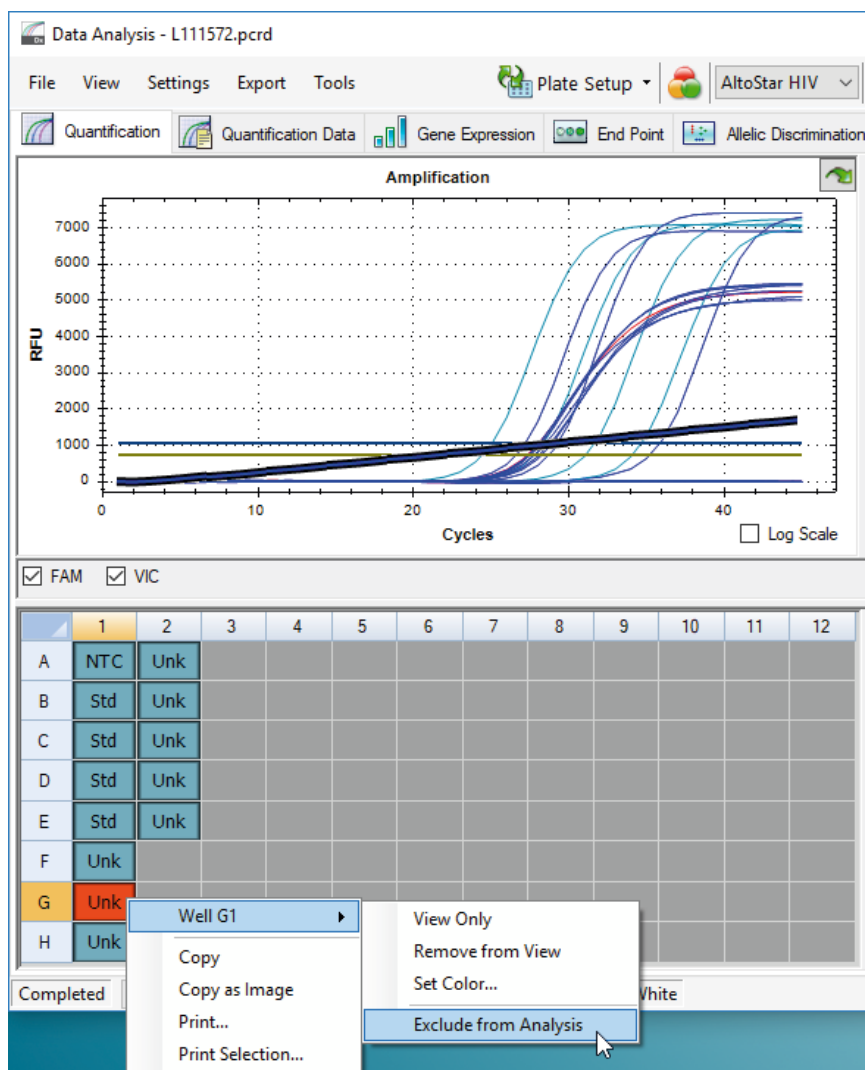 Data Analysis - L111572.pcrd
File View Settings Export Tools Plate Setup AltoStar HIV
Quantification Quantification Data Gene Expression End Point Allelic Discrimination
Amplification
7000
6000
5000
4000
3000
2000
1000
0
RFU
0 10 20 30 40
Cycles
Log Scale
FAM VIC
1 2 3 4 5 6 7 8 9 10 11 12
A NTC Unk
B Std Unk
C Std Unk
D Std Unk
E Std Unk
F Unk
G Unk
H Unk
Well G1
Copy
Copy as Image
Print...
Print Selection...
View Only
Remove from View
Set Color...
Exclude from Analysis
Completed